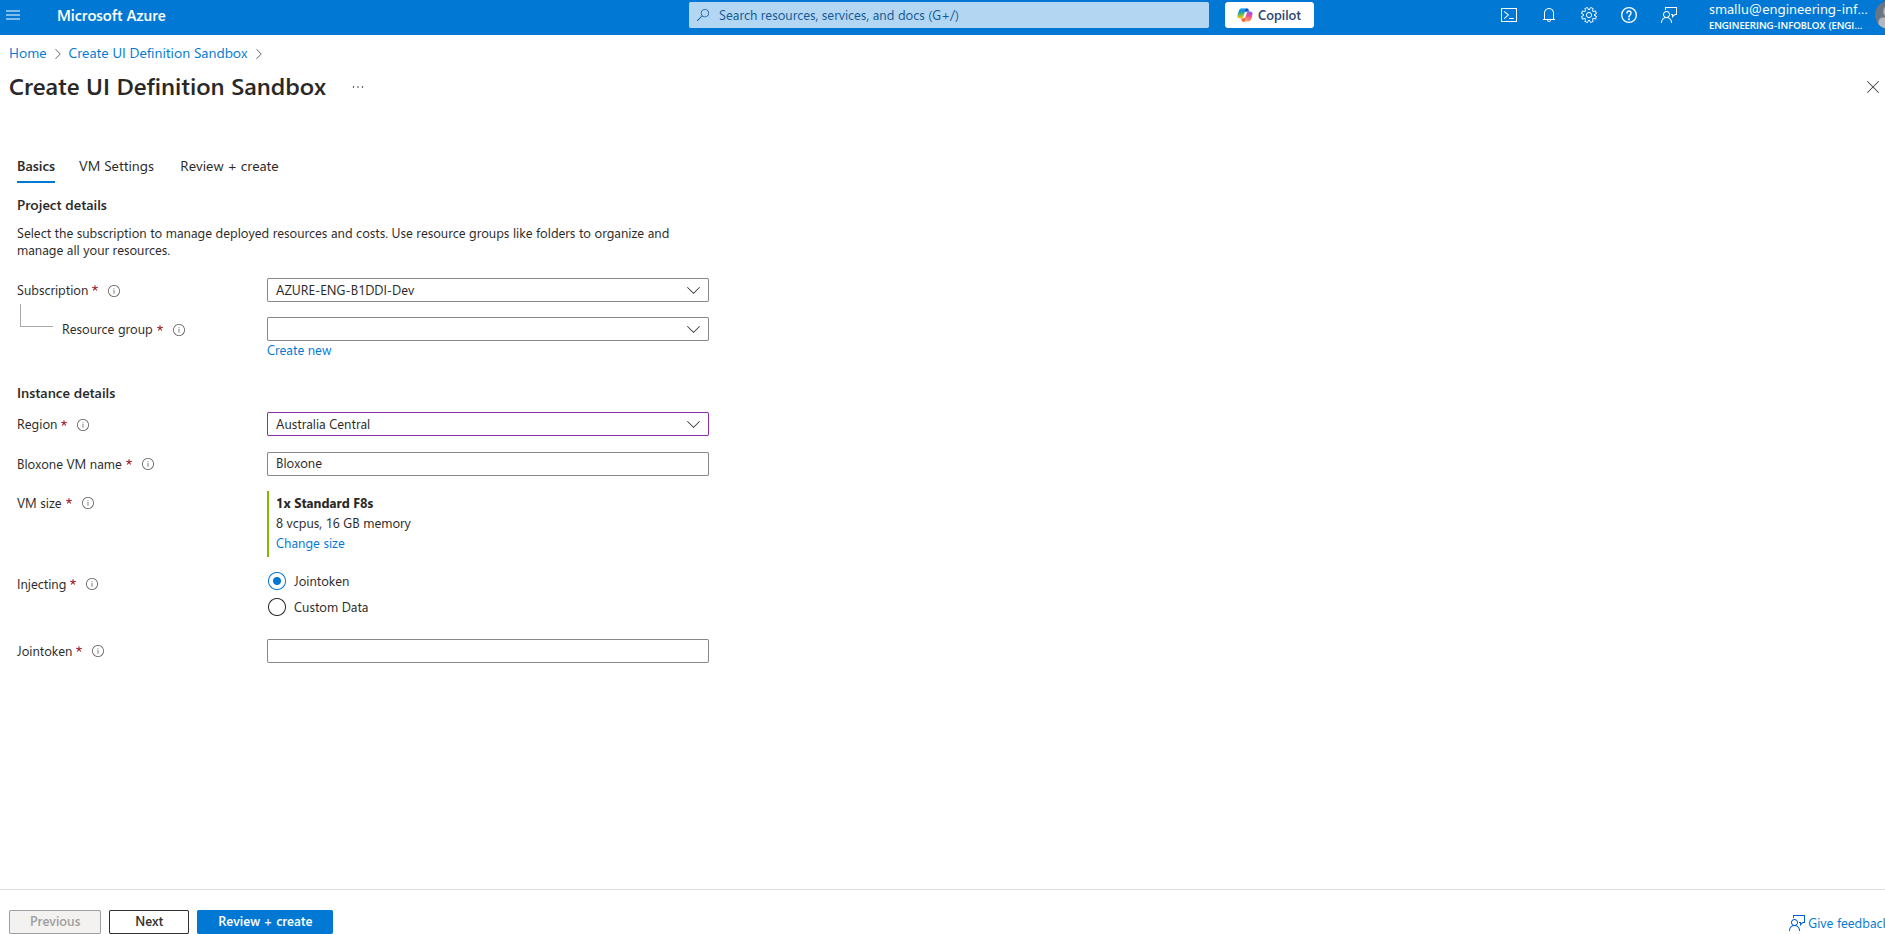 Microsoft Azure
Search resources, services, and docs (G+/)
Copilot
smallu@engineering-inf...
ENGINEERING-INFOBLOX (ENGI...
Home > Create UI Definition Sandbox >
Create UI Definition Sandbox ...
Basics
VM Settings
Review + create
Project details
Select the subscription to manage deployed resources and costs. Use resource groups like folders to organize and
manage all your resources.
Subscription *
AZURE-ENG-B1DDI-Dev
Resource group *
Create new
Instance details
Region *
Australia Central
Bloxone VM name *
Bloxone
VM size *
1x Standard F8s
8 vcpus, 16 GB memory
Change size
Injecting *
Jointoken
Custom Data
Jointoken *
Previous
Next
Review + create
Give feedback